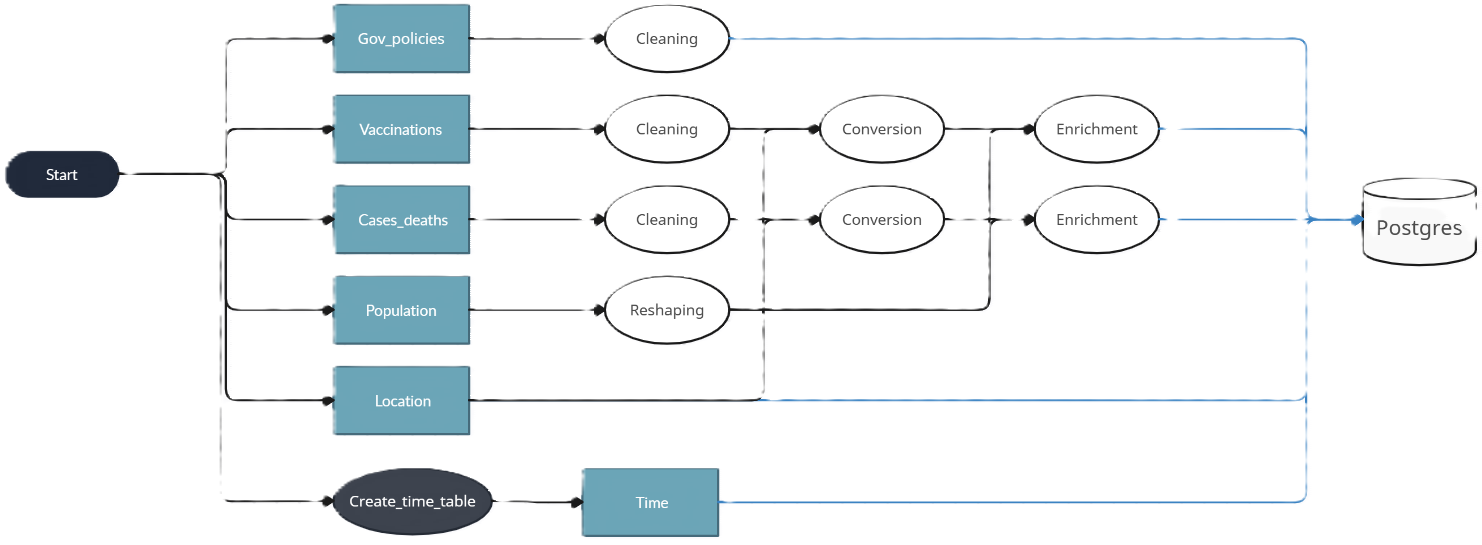 Gov_policies
Cleaning
Vaccinations
Cleaning
Conversion
Enrichment
Start
Cases_deaths
Cleaning
Conversion
Enrichment
Postgres
Population
Reshaping
Location
Create_time_table
Time